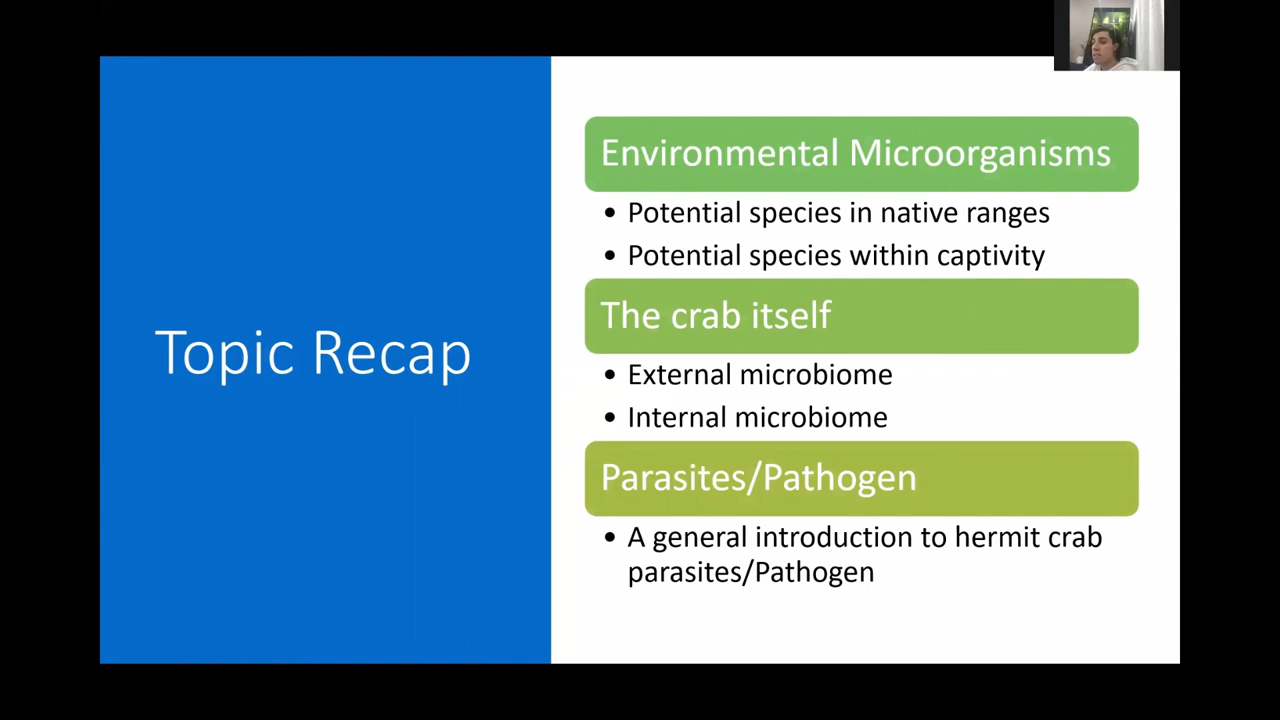 Topic Recap
Environmental Microorganisms
• Potential species in native ranges
• Potential species within captivity
The crab itself
• External microbiome
• Internal microbiome
Parasites/Pathogen
• A general introduction to hermit crab
parasites/Pathogen